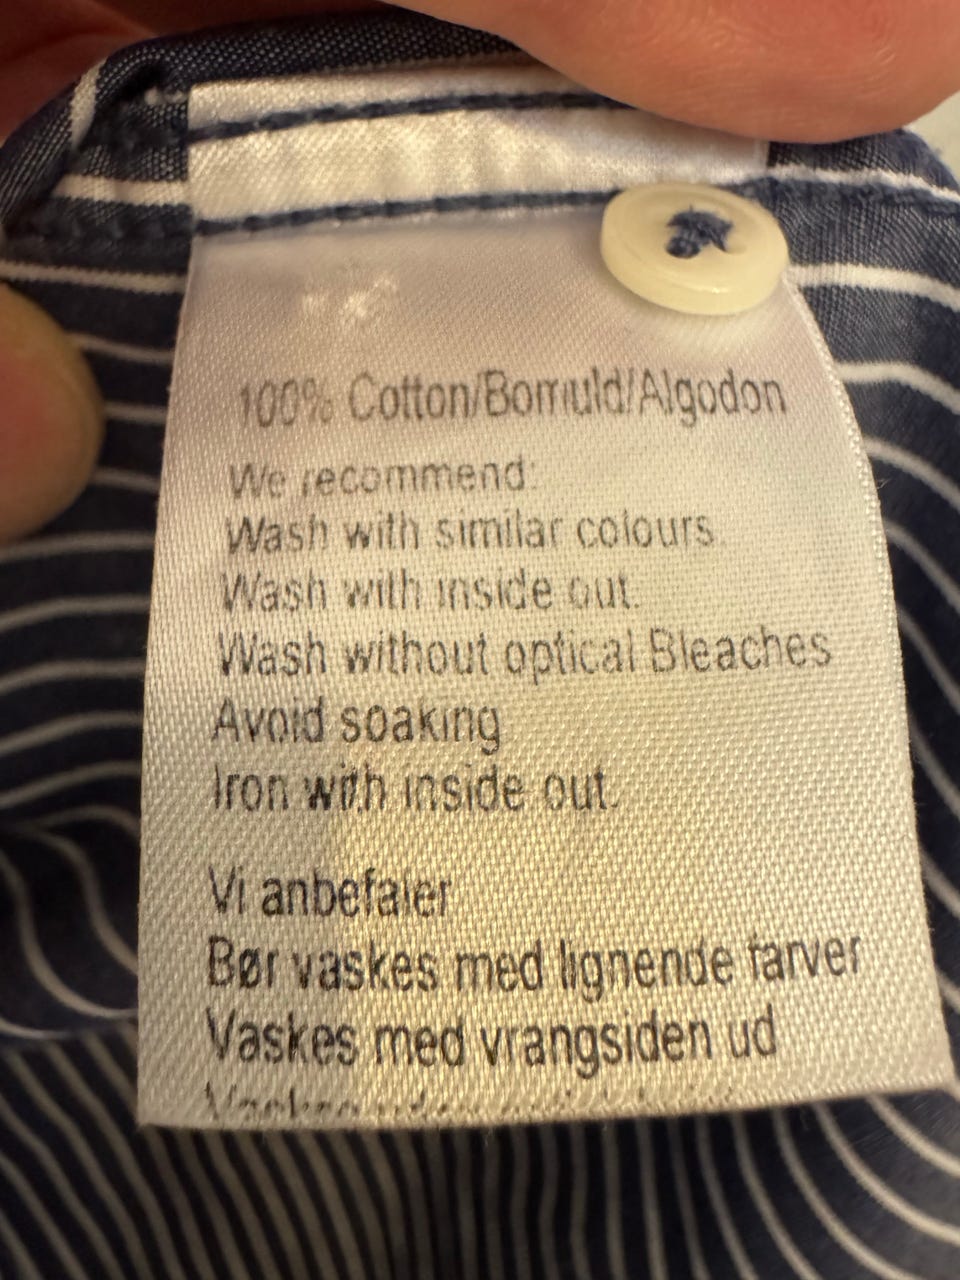 100% Cotton/Bomuld/Algodon
We recommend:
Wash with similar colours.
Wash with inside out.
Wash without optical Bleaches
Avoid soaking
Iron with inside out.
Vi anbefaler
Bør vaskes med lignende farver
Vaskes med vrangsiden ud